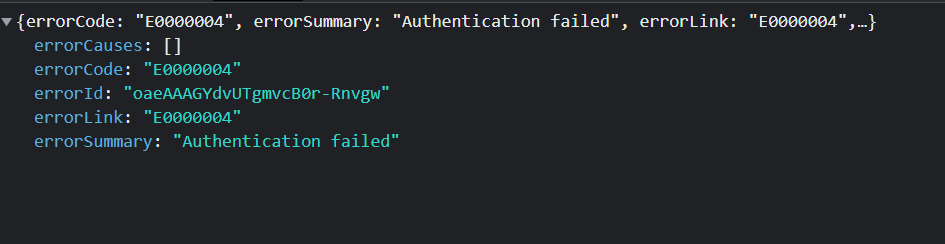 {errorCode: "E0000004", errorSummary: "Authentication failed", errorLink: "E0000004",…}
errorCauses: []
errorCode: "E0000004"
errorId: "oaeAAAGYdvUTgmvcB0r-Rnvgw"
errorLink: "E0000004"
errorSummary: "Authentication failed"